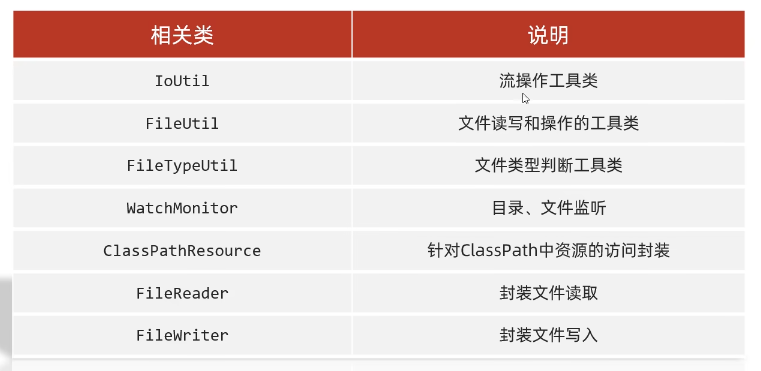 相关类 说明
IoUtil 流操作工具类
FileUtil 文件读写和操作的工具类
FileTypeUtil 文件类型判断工具类
WatchMonitor 目录、文件监听
ClassPathResource 针对ClassPath中资源的访问封装
FileReader 封装文件读取
FileWriter 封装文件写入